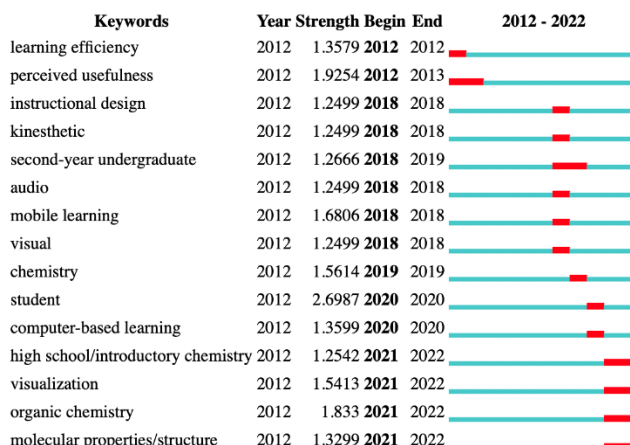 Keywords Year Strength Begin End 2012 - 2022
learning efficiency 2012 1.3579 2012 2012
perceived usefulness 2012 1.9254 2012 2013
instructional design 2012 1.2499 2018 2018
kinesthetic 2012 1.2499 2018 2018
second-year undergraduate 2012 1.2666 2018 2019
audio 2012 1.2499 2018 2018
mobile learning 2012 1.6806 2018 2018
visual 2012 1.2499 2018 2018
chemistry 2012 1.5614 2019 2019
student 2012 2.6987 2020 2020
computer-based learning 2012 1.3599 2020 2020
high school/introductory chemistry 2012 1.2542 2021 2022
visualization 2012 1.5413 2021 2022
organic chemistry 2012 1.833 2021 2022
molecular properties/structure 2012 1.3299 2021 2022